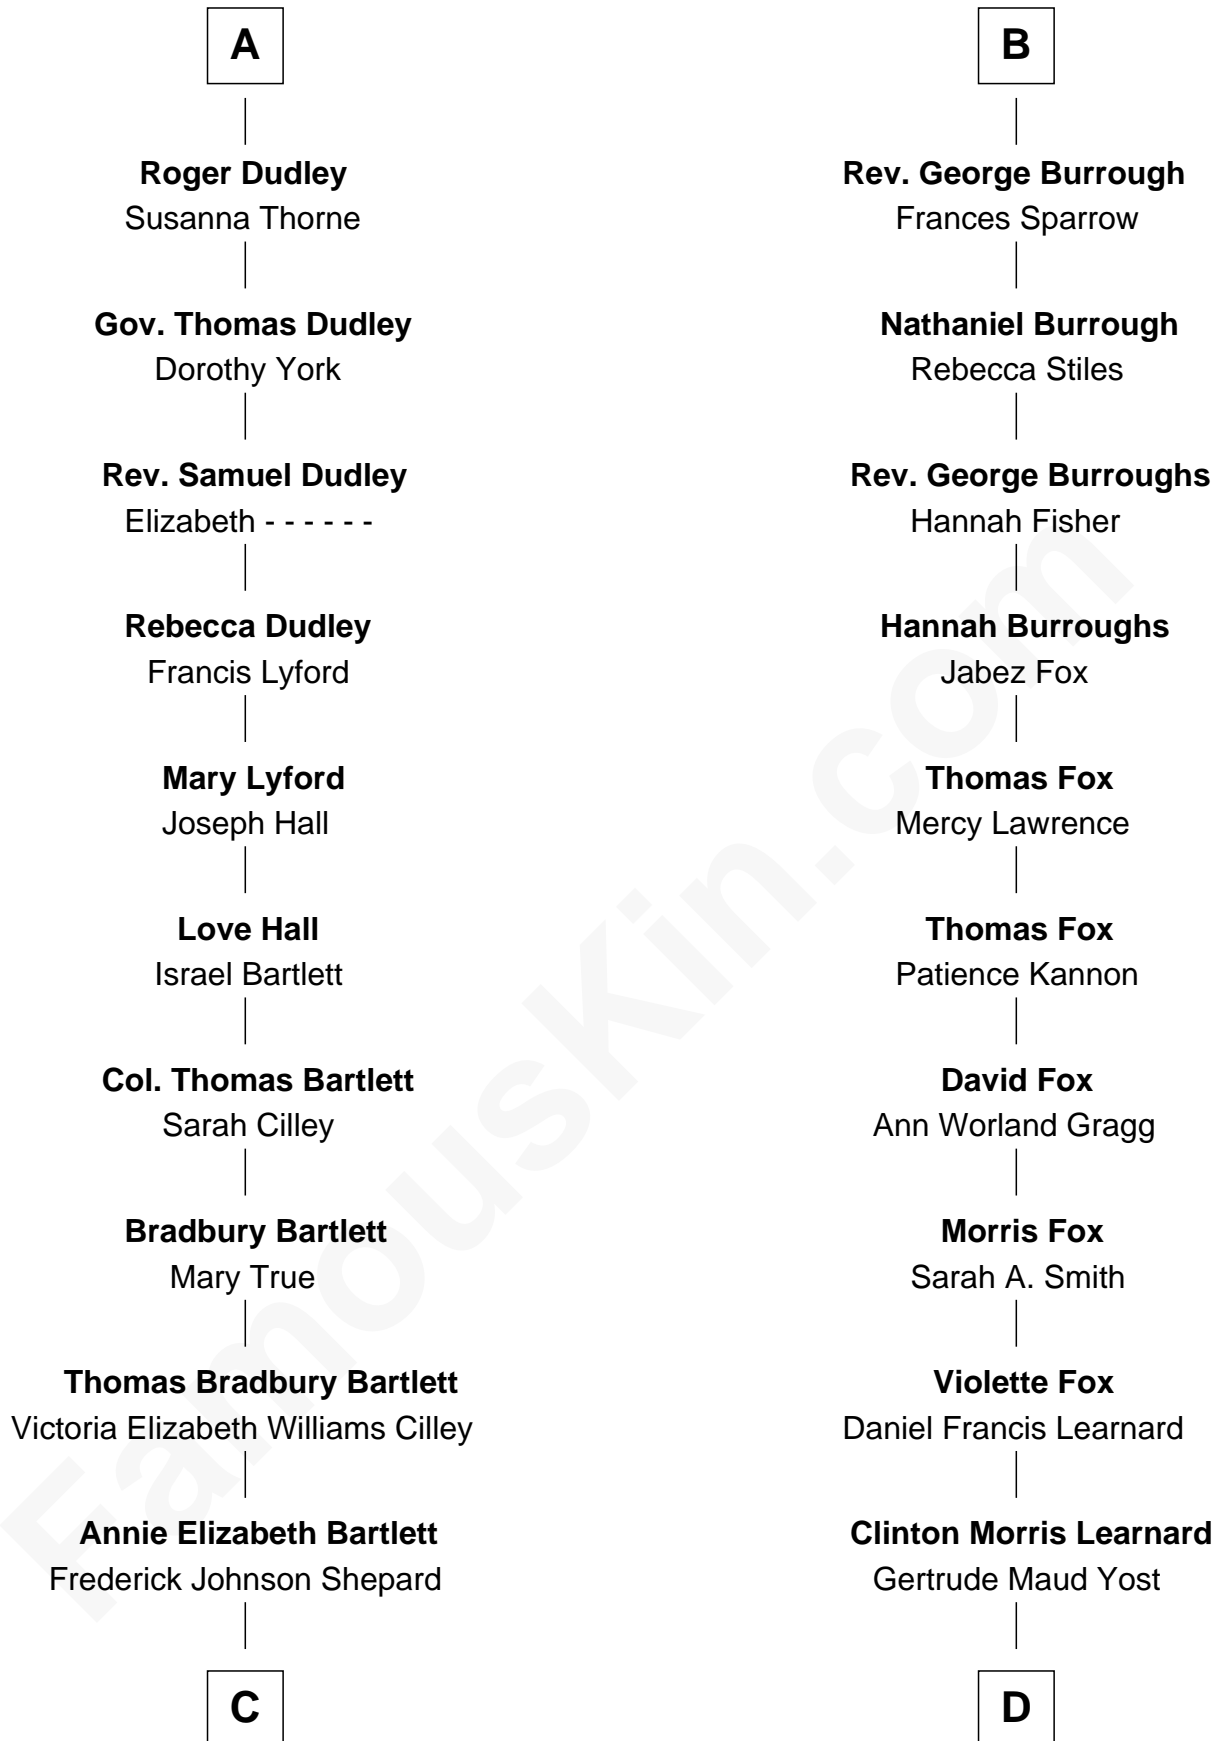 A
Roger Dudley
Susanna Thorne
Gov. Thomas Dudley
Dorothy York
Rev. Samuel Dudley
Elizabeth - - - - - -
Rebecca Dudley
Francis Lyford
Mary Lyford
Joseph Hall
Love Hall
Israel Bartlett
Col. Thomas Bartlett
Sarah Cilley
Bradbury Bartlett
Mary True
Thomas Bradbury Bartlett
Victoria Elizabeth Williams Cilley
Annie Elizabeth Bartlett
Frederick Johnson Shepard
C
B
Rev. George Burrough
Frances Sparrow
Nathaniel Burrough
Rebecca Stiles
Rev. George Burroughs
Hannah Fisher
Hannah Burroughs
Jabez Fox
Thomas Fox
Mercy Lawrence
Thomas Fox
Patience Kannon
David Fox
Ann Worland Gragg
Morris Fox
Sarah A. Smith
Violette Fox
Daniel Francis Learnard
Clinton Morris Learnard
Gertrude Maud Yost
D
FamousKin.com